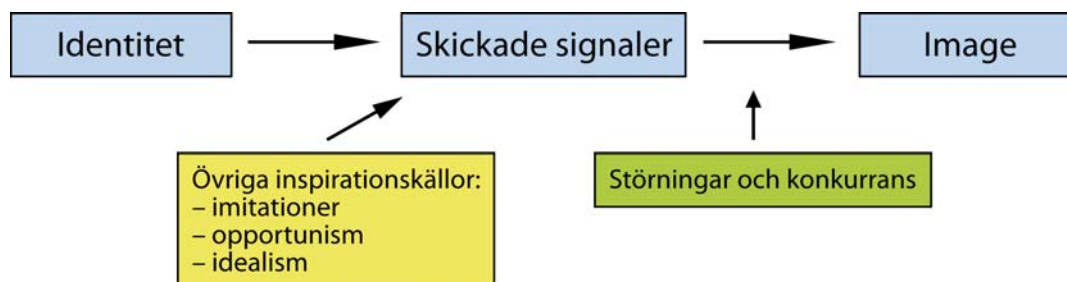 Identitet
Skickade signaler
Image
Övriga inspirationskällor:
– imitationer
– opportunism
– idealism
Störningar och konkurrans